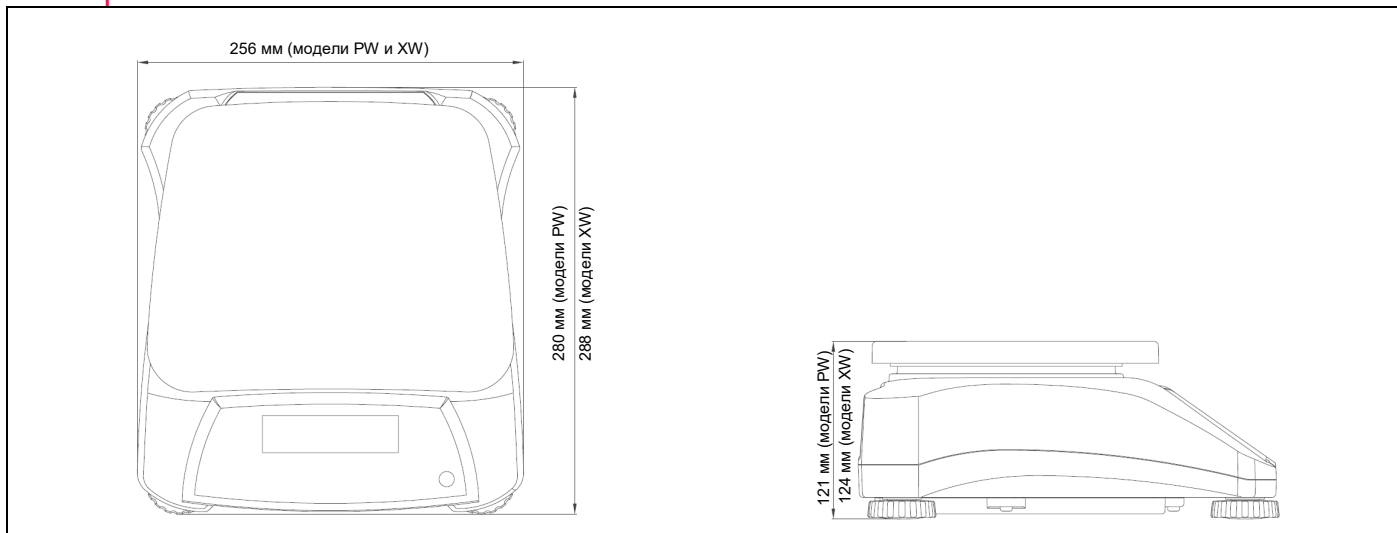 256 мм (модели PW и XW)
280 мм (модели PW)
288 мм (модели XW)
121 мм (модели PW)
124 мм (модели XW)